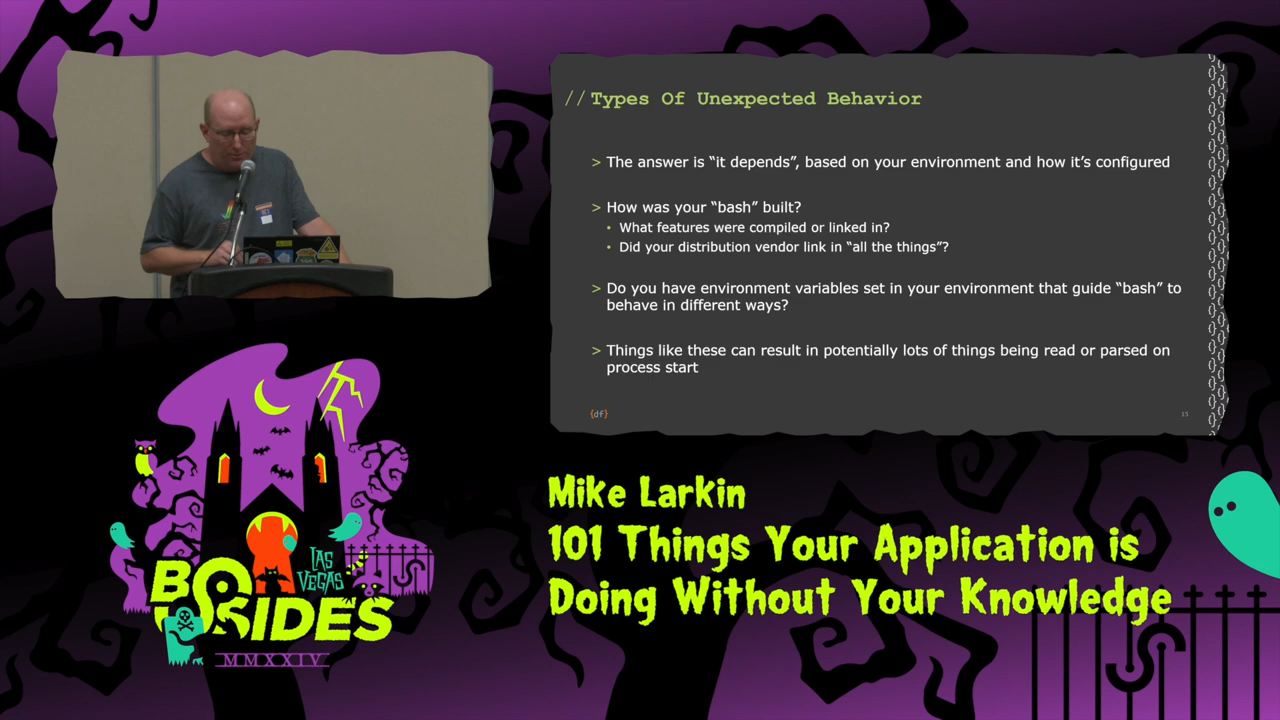 // Types Of Unexpected Behavior
> The answer is “it depends”, based on your environment and how it’s configured
> How was your “bash” built?
• What features were compiled or linked in?
• Did your distribution vendor link in “all the things”?
> Do you have environment variables set in your environment that guide “bash” to
behave in different ways?
> Things like these can result in potentially lots of things being read or parsed on
process start
{df}
15
Mike Larkin
101 Things Your Application is
Doing Without Your Knowledge
LAS
VEGAS
BSIDES
MMXXIV